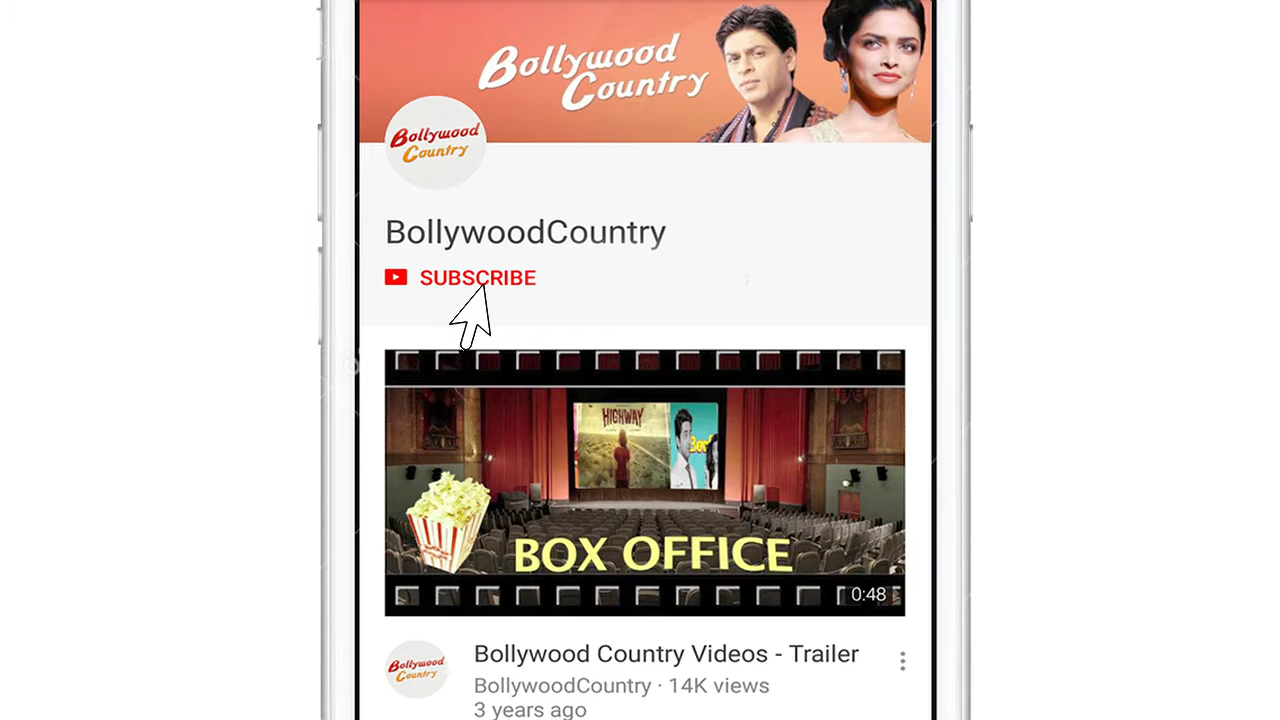 Bollywood
Country
Bollywood
Country
BollywoodCountry
SUBSCRIBE
HIGHWAY
BOX OFFICE
0:48
Bollywood Country Videos - Trailer
Bollywood
Country
BollywoodCountry · 14K views
3 years ago